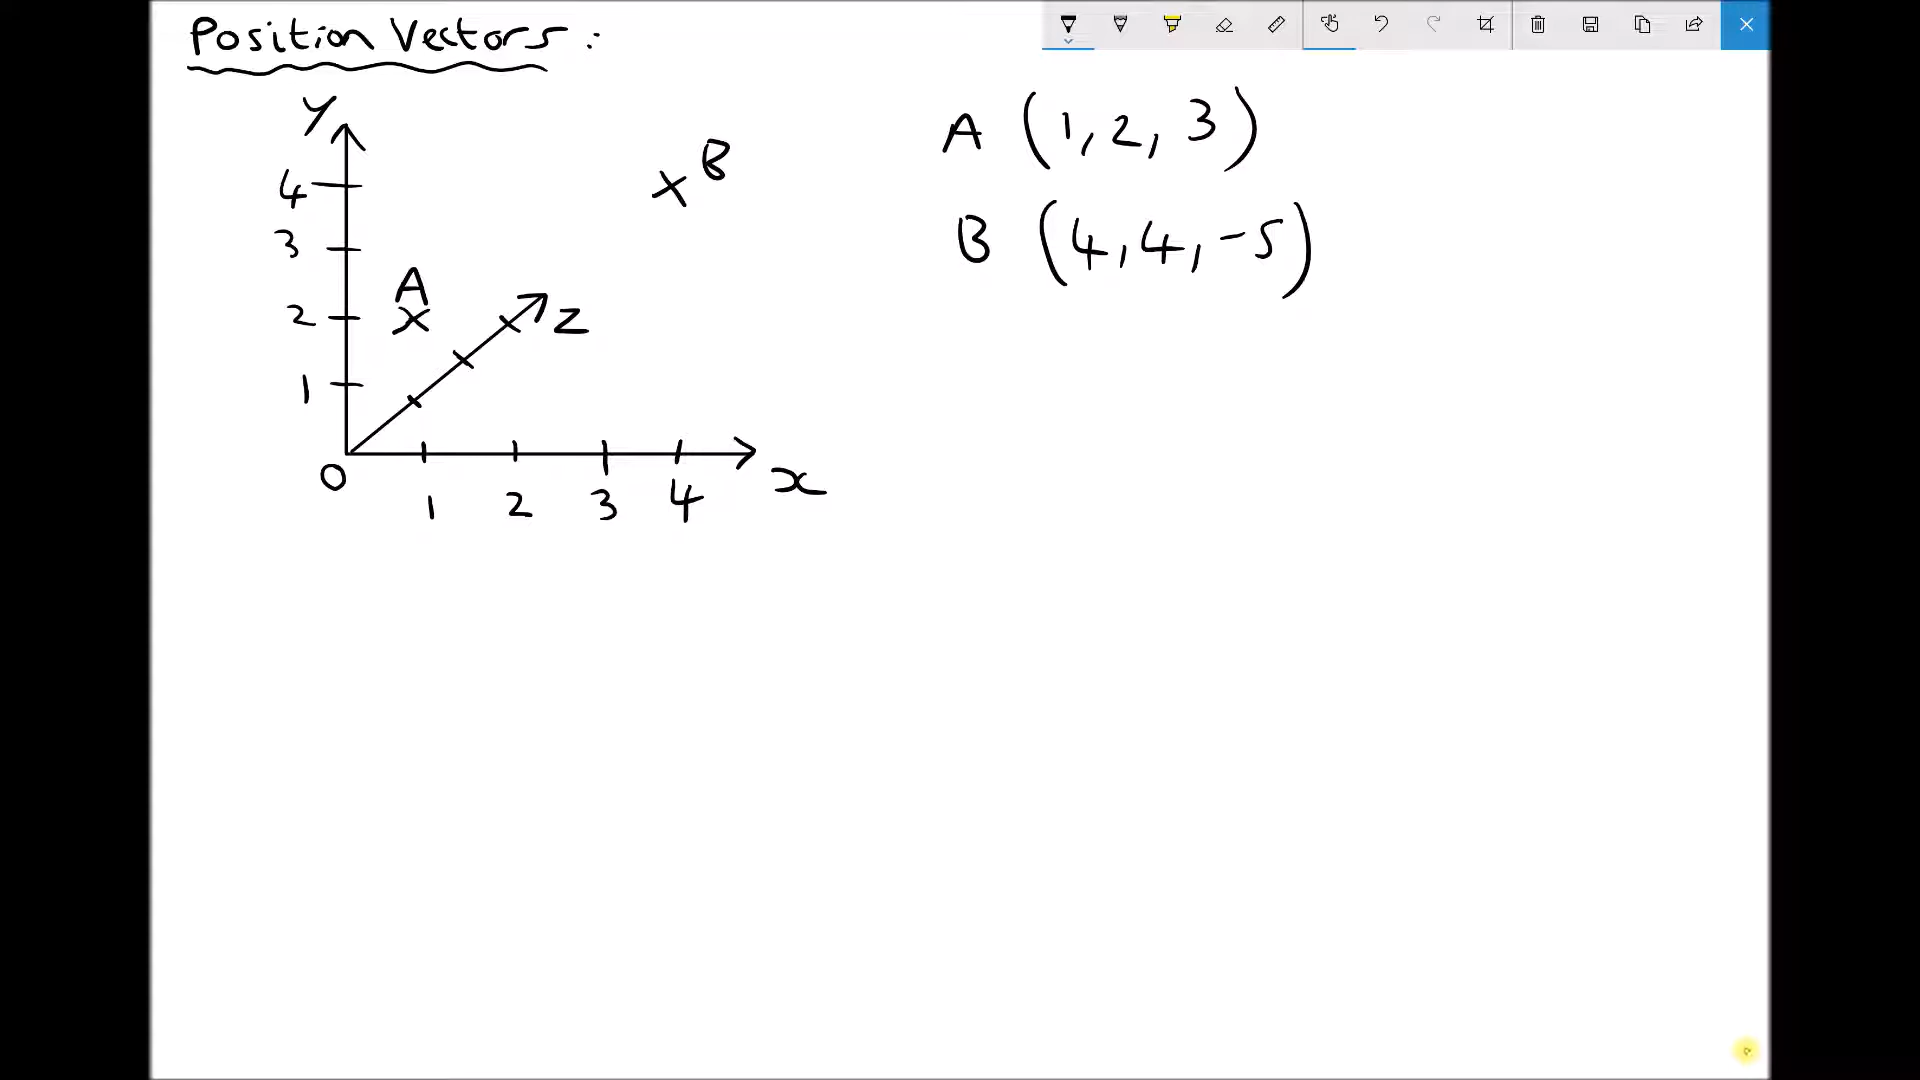 Position Vectors :
y
4
3
2
1
0
A
B
z
1 2 3 4
x
A (1, 2, 3)
B (4, 4, -5)